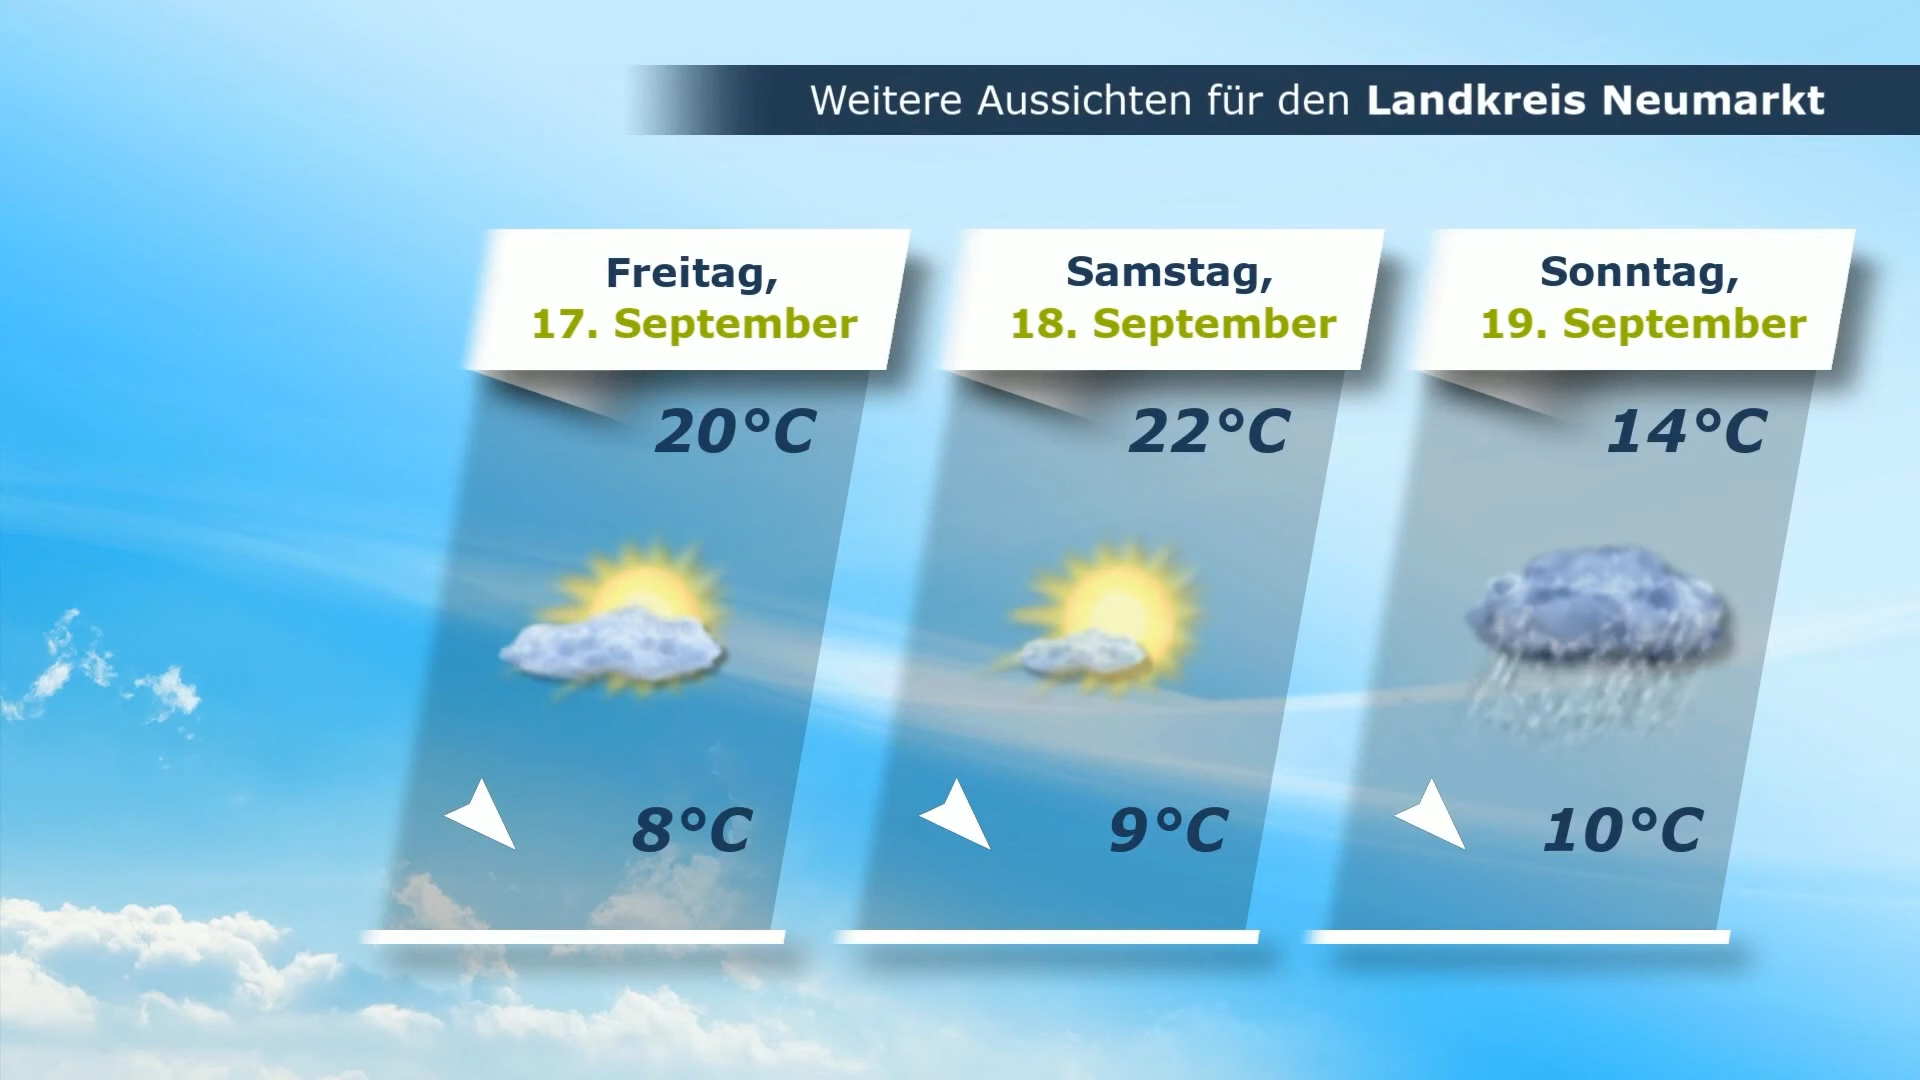 Weitere Aussichten für den Landkreis Neumarkt
Freitag,
17. September
20°C
8°C
Samstag,
18. September
22°C
9°C
Sonntag,
19. September
14°C
10°C